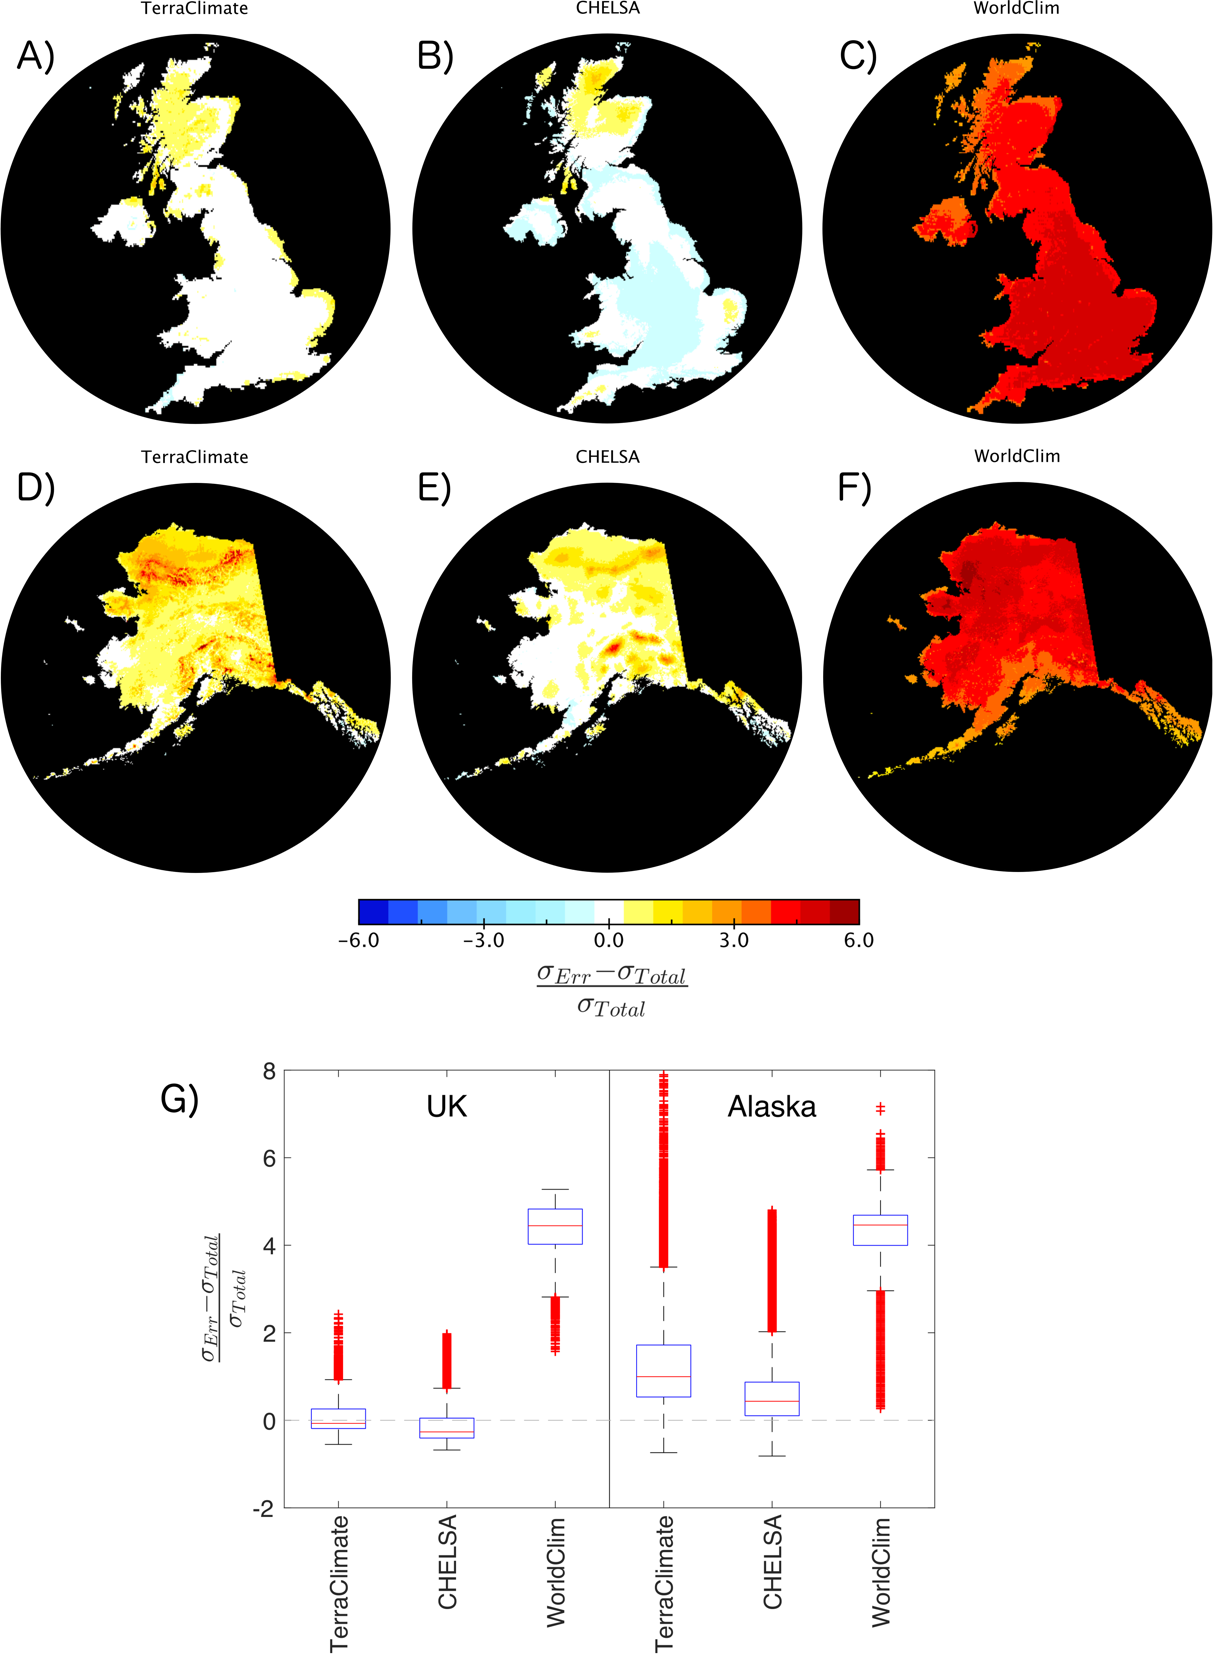 TerraClimate CHELSA WorldClim
A) B) C)
TerraClimate CHELSA WorldClim
D) E) F)
−6.0 −3.0 0.0 3.0 6.0
σErr−σTotal
σTotal
G)
UK Alaska
8
6
4
2
0
-2
σErr−σTotal
σTotal
TerraClimate CHELSA WorldClim TerraClimate CHELSA WorldClim